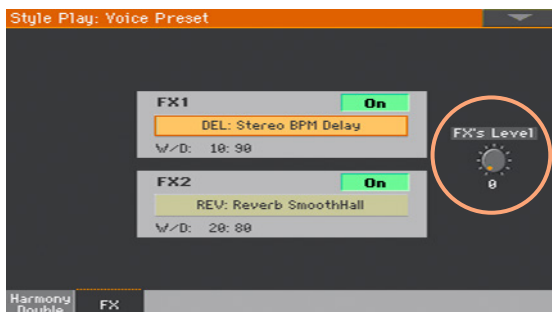 Style Play: Voice Preset
FX1
On
DEL: Stereo BPM Delay
W/D: 10:90
FX's Level
0
FX2
On
REV: Reverb SmoothHall
W/D: 20:80
Harmony
Double
FX